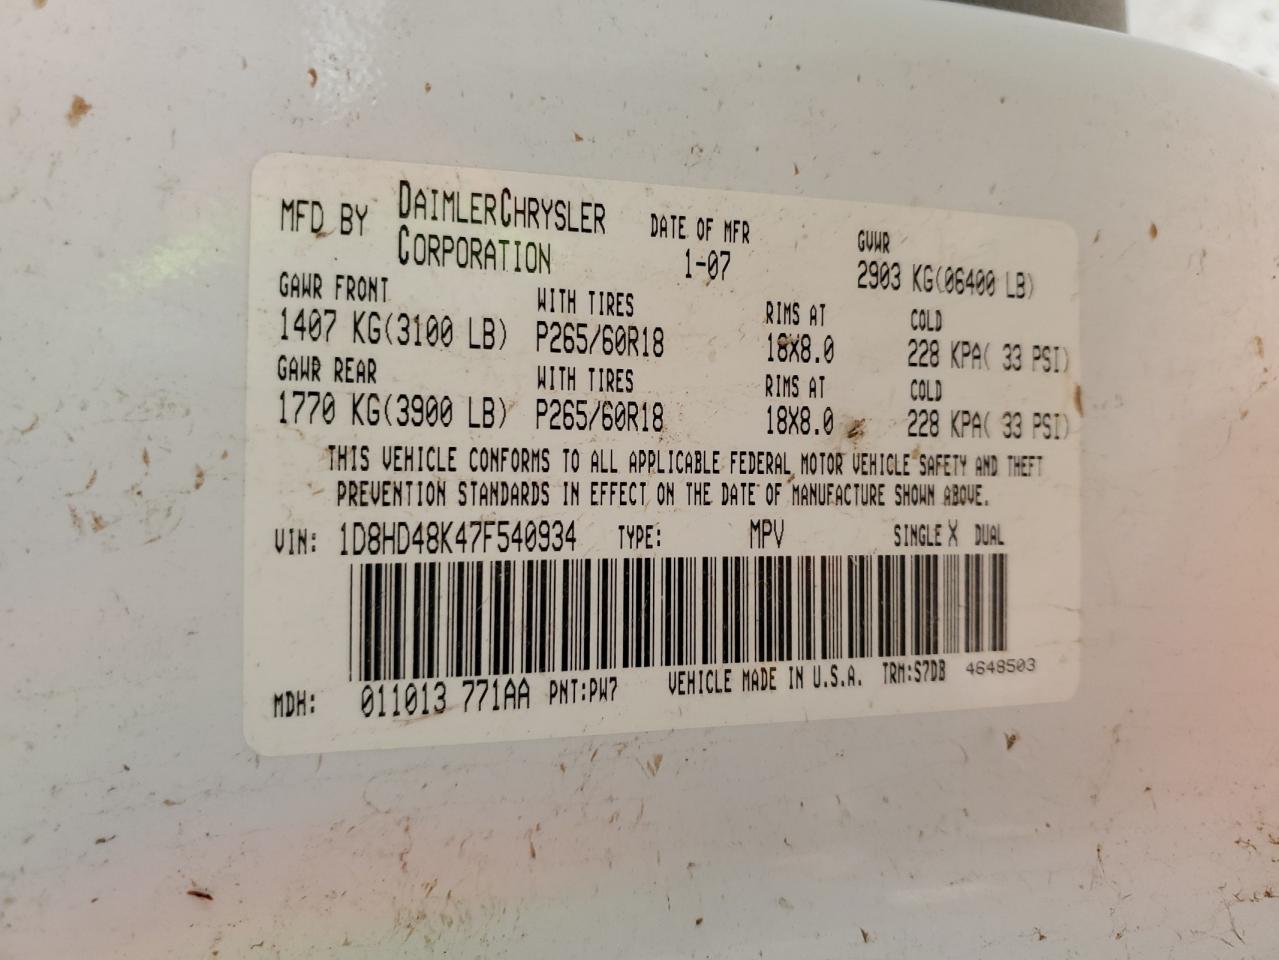 MFD BY DAIMLERCHRYSLER CORPORATION DATE OF MFR 1-07 GVWR 2903 KG(06400 LB)
GAWR FRONT WITH TIRES RIMS AT COLD
1407 KG(3100 LB) P265/60R18 18X8.0 228 KPA( 33 PSI)
GAWR REAR WITH TIRES RIMS AT COLD
1770 KG(3900 LB) P265/60R18 18X8.0 228 KPA( 33 PSI)
THIS VEHICLE CONFORMS TO ALL APPLICABLE FEDERAL MOTOR VEHICLE SAFETY AND THEFT
PREVENTION STANDARDS IN EFFECT ON THE DATE OF MANUFACTURE SHOWN ABOVE.
VIN: 1D8HD48K47F540934 TYPE: MPV SINGLE X DUAL
MDH: 011013 771AA PNT:PW7 VEHICLE MADE IN U.S.A. TRM:S7DB 4648503